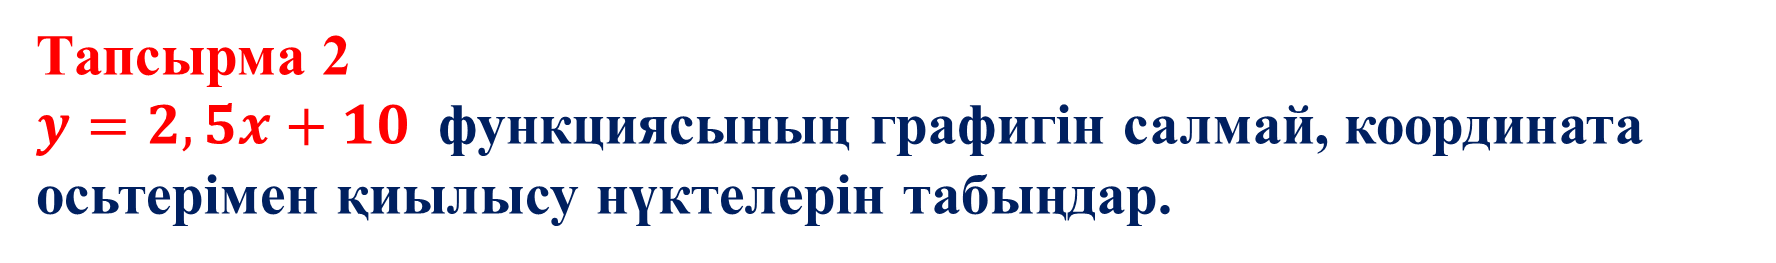 Тапсырма 2
y = 2,5x + 10 функциясының графигін салмай, координата
осьтерімен қиылысу нүктелерін табыңдар.